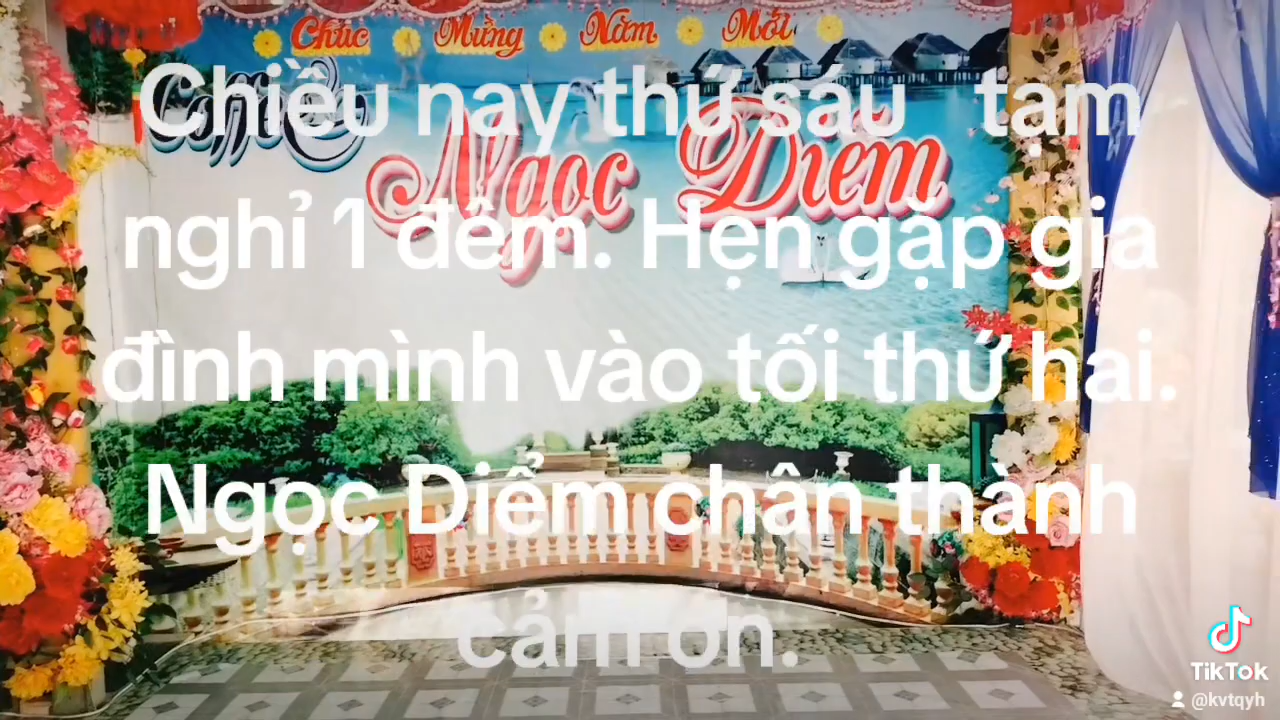 Chúc Mừng Năm Mới
Chiều nay thứ sáu tạm
Ngọc Diễm
nghỉ 1 đêm. Hẹn gặp gia
đình mình vào tối thứ hai.
Ngọc Diểm chân thành
cảm ơn.
TikTok
@kvtqyh